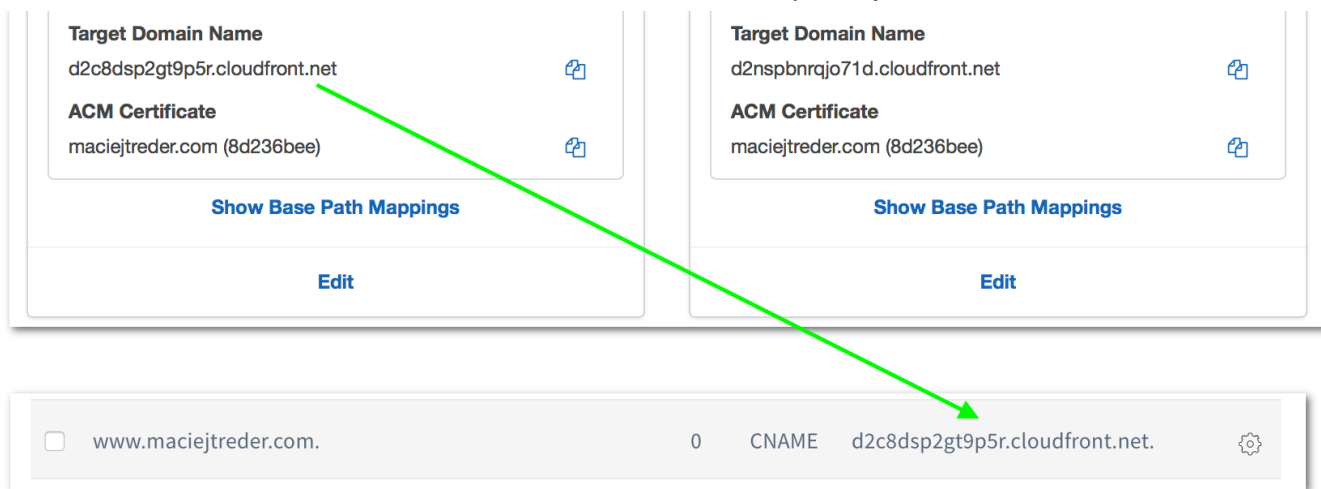 Target Domain Name
d2c8dsp2gt9p5r.cloudfront.net
ACM Certificate
maciejtreder.com (8d236bee)
Show Base Path Mappings
Edit
Target Domain Name
d2nspbnrqjo71d.cloudfront.net
ACM Certificate
maciejtreder.com (8d236bee)
Show Base Path Mappings
Edit
www.maciejtreder.com. 0 CNAME d2c8dsp2gt9p5r.cloudfront.net.